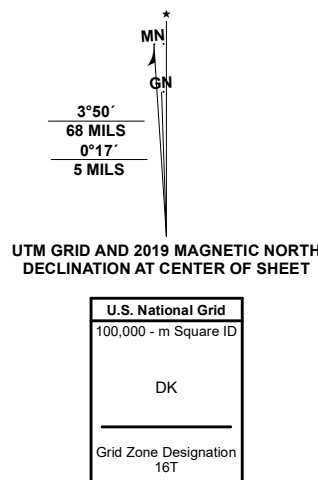 MN
GN
3°50´
68 MILS
0°17´
5 MILS
UTM GRID AND 2019 MAGNETIC NORTH
DECLINATION AT CENTER OF SHEET
U.S. National Grid
100,000 - m Square ID
DK
Grid Zone Designation
16T